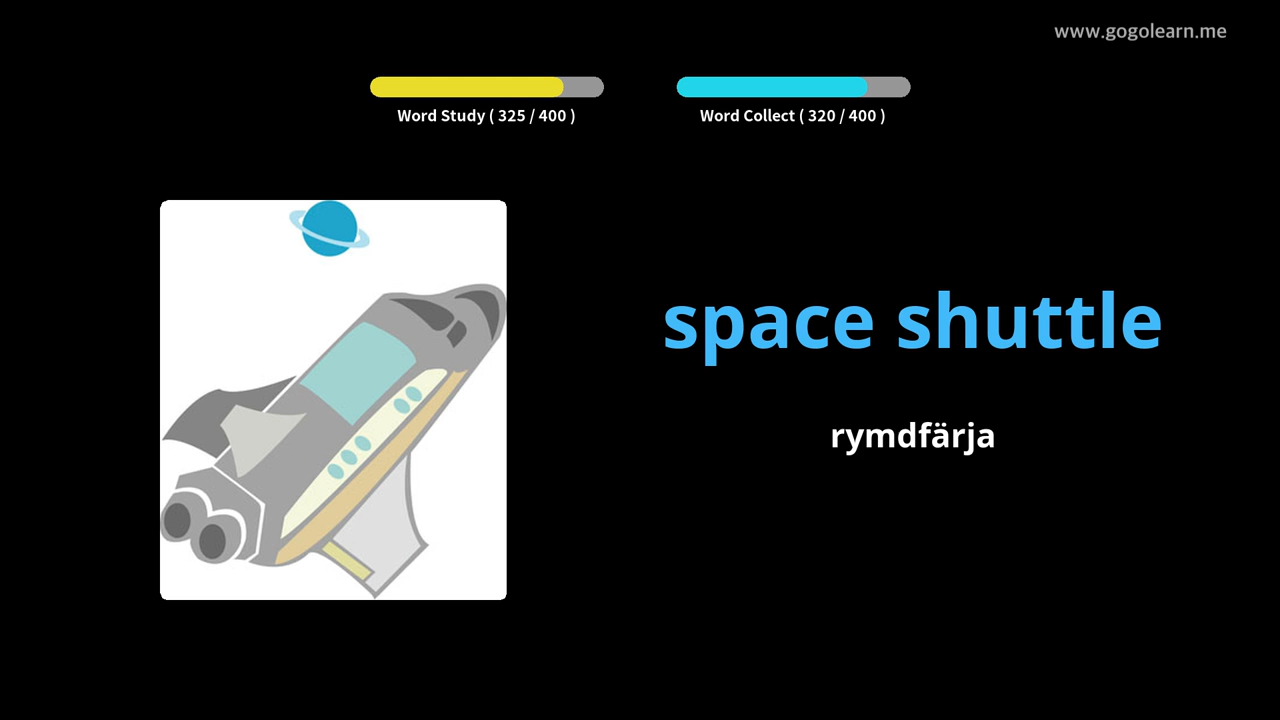 www.gogolearn.me
Word Study ( 325 / 400 )
Word Collect ( 320 / 400 )
space shuttle
rymdfärja